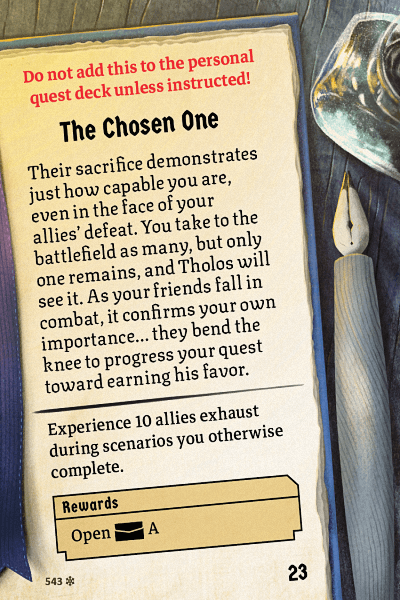 Do not add this to the personal
quest deck unless instructed!
The Chosen One
Their sacrifice demonstrates
just how capable you are,
even in the face of your
allies’ defeat. You take to the
battlefield as many, but only
one remains, and Tholos will
see it. As your friends fall in
combat, it confirms your own
importance... they bend the
knee to progress your quest
toward earning his favor.
Experience 10 allies exhaust
during scenarios you otherwise
complete.
Rewards
Open A
543
23